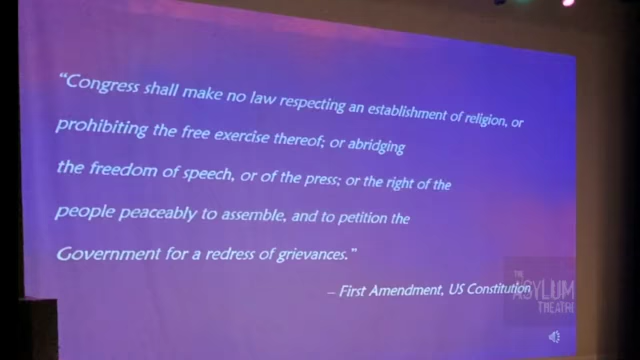 “Congress shall make no law respecting an establishment of religion, or
prohibiting the free exercise thereof; or abridging
the freedom of speech, or of the press; or the right of the
people peaceably to assemble, and to petition the
Government for a redress of grievances.”
– First Amendment, US Constitution
THE
ASYLUM
THEATRE